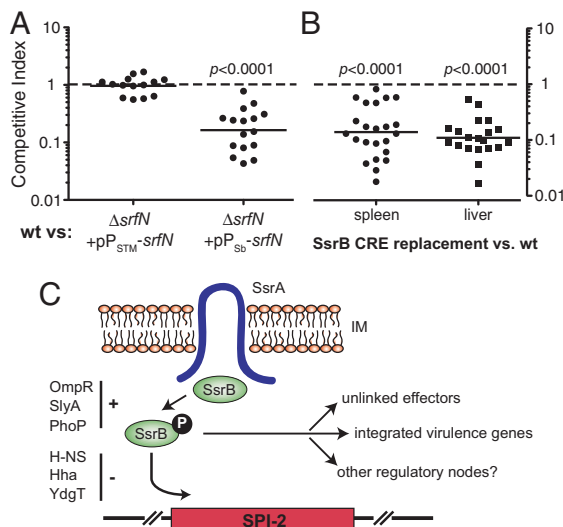 A
B
Competitive Index
10
1
0.1
0.01
p<0.0001
p<0.0001
p<0.0001
10
1
0.1
0.01
wt vs:
ΔsrfN
+pP_STM-srfN
ΔsrfN
+pP_Sb-srfN
spleen
liver
SsrB CRE replacement vs. wt
C
SsrA
IM
OmpR
SlyA
PhoP
+
SsrB
SsrB
P
H-NS
Hha
YdgT
-
unlinked effectors
integrated virulence genes
other regulatory nodes?
SPI-2